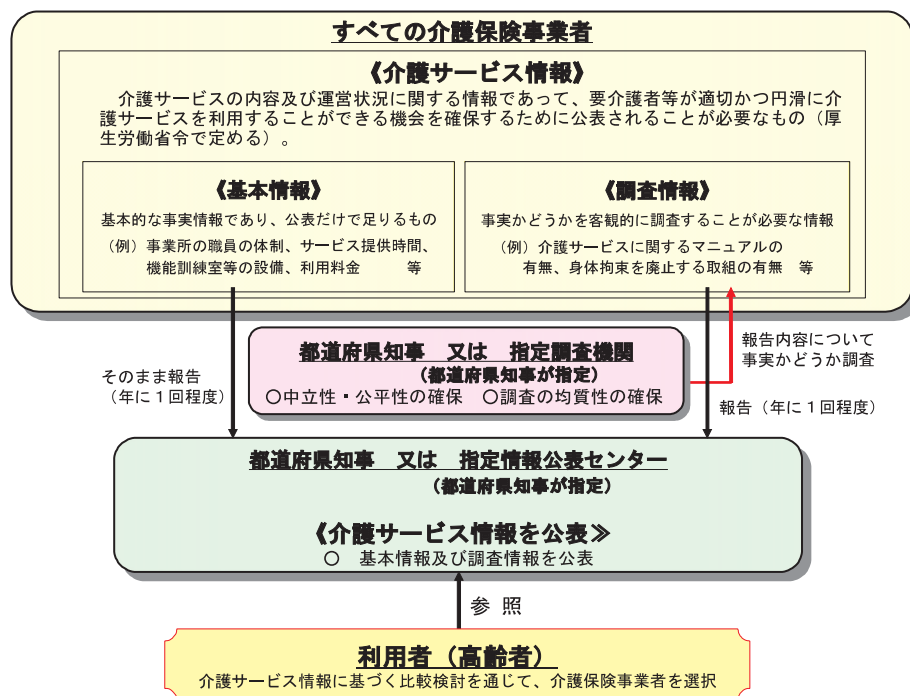 すべての介護保険事業者
《介護サービス情報》
介護サービスの内容及び運営状況に関する情報であって、要介護者等が適切かつ円滑に介
護サービスを利用することができる機会を確保するために公表されることが必要なもの（厚
生労働省令で定める）。
《基本情報》
基本的な事実情報であり、公表だけで足りるもの
（例）事業所の職員の体制、サービス提供時間、
機能訓練室等の設備、利用料金　　等
《調査情報》
事実かどうかを客観的に調査することが必要な情報
（例）介護サービスに関するマニュアルの
有無、身体拘束を廃止する取組の有無　等
都道府県知事　又は　指定調査機関
（都道府県知事が指定）
○中立性・公平性の確保　○調査の均質性の確保
報告内容について
事実かどうか調査
そのまま報告
（年に１回程度）
報告（年に１回程度）
都道府県知事　又は　指定情報公表センター
（都道府県知事が指定）
《介護サービス情報を公表≫
○　基本情報及び調査情報を公表
参 照
利用者（高齢者）
介護サービス情報に基づく比較検討を通じて、介護保険事業者を選択